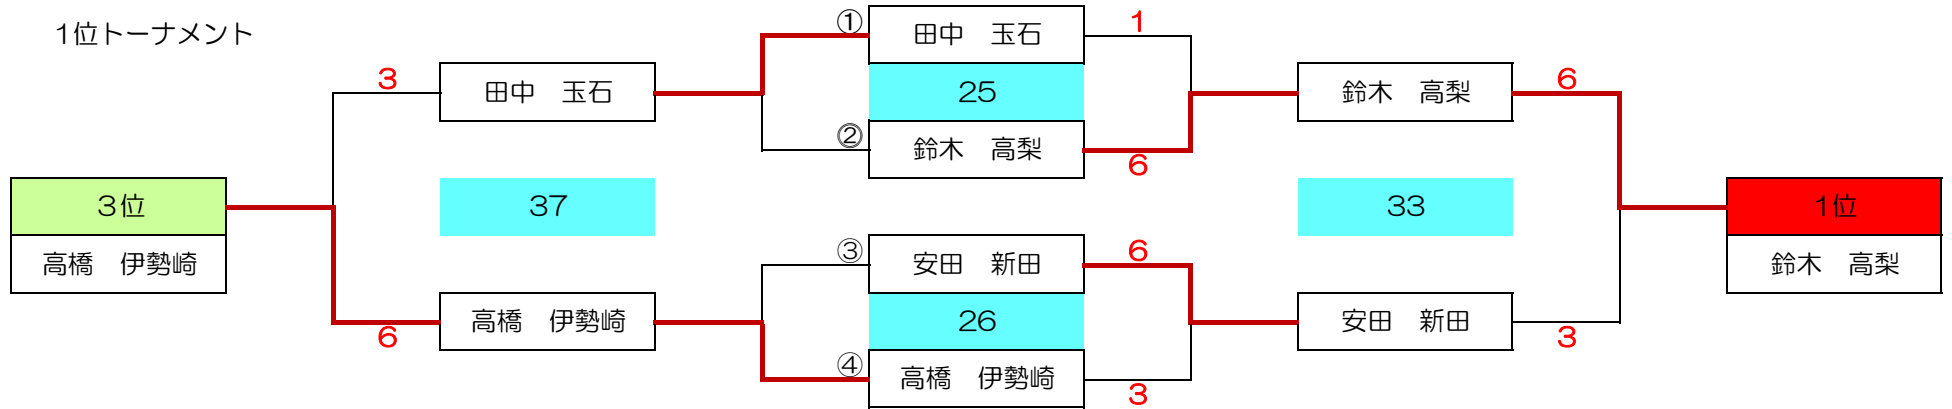 1位トーナメント
①
田中　玉石
1
3
田中　玉石
25
鈴木　高梨
6
②
鈴木　高梨
6
3位
37
33
1位
高橋　伊勢崎
③
安田　新田
6
鈴木　高梨
6
高橋　伊勢崎
26
安田　新田
3
④
高橋　伊勢崎
3